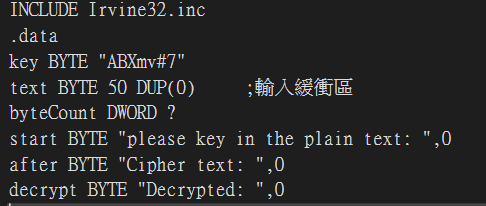 INCLUDE Irvine32.inc
.data
key BYTE "ABXmv#7"
text BYTE 50 DUP(0)     ;輸入緩衝區
byteCount DWORD ?
start BYTE "please key in the plain text: ",0
after BYTE "Cipher text: ",0
decrypt BYTE "Decrypted: ",0